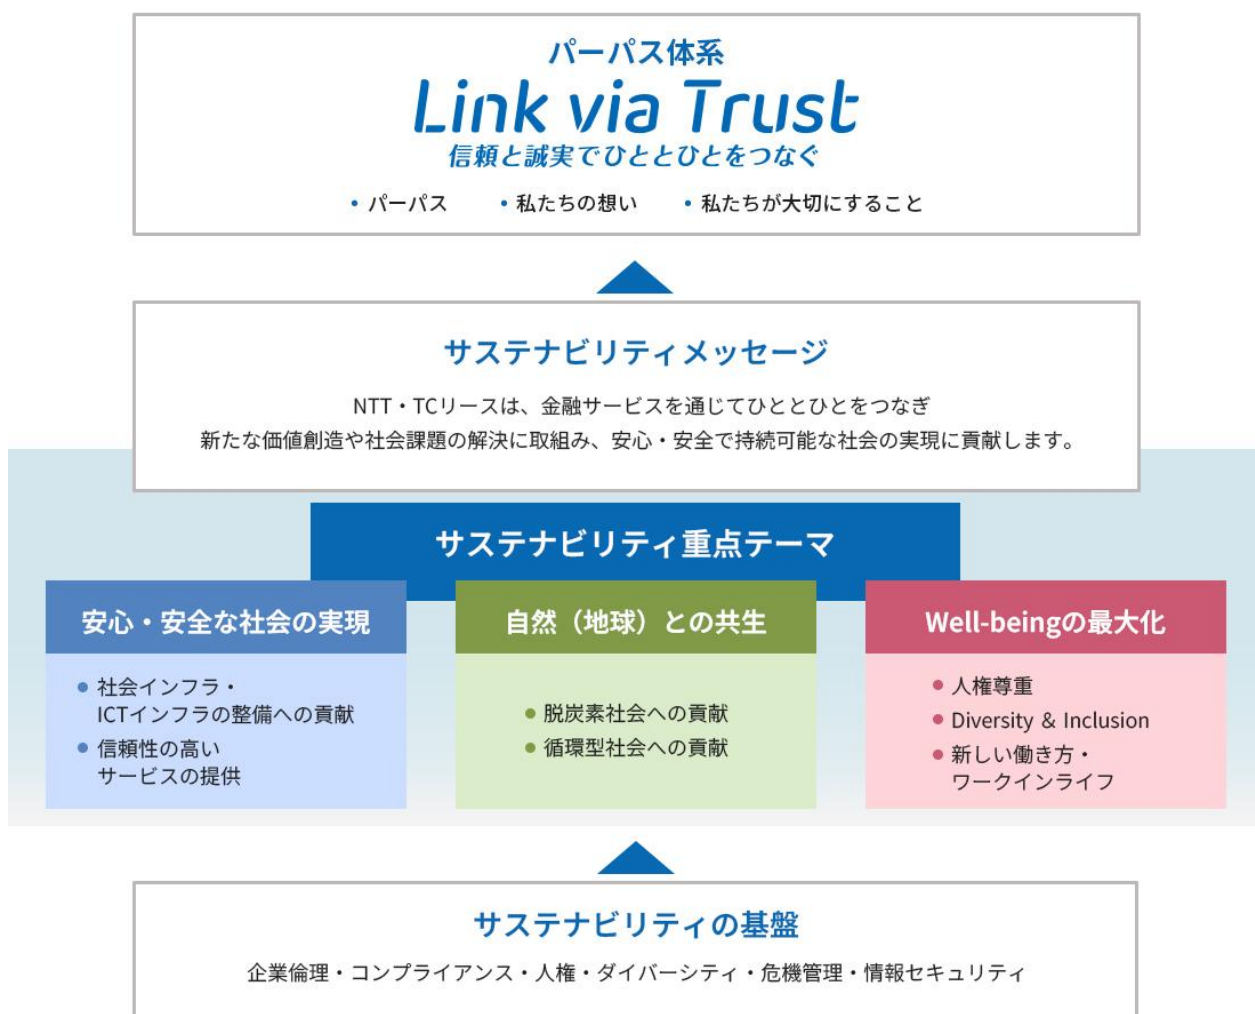 パーパス体系
Link via Trust
信頼と誠実でひととひとをつなぐ
• パーパス • 私たちの想い • 私たちが大切にすること
サステナビリティメッセージ
NTT・TCリースは、金融サービスを通じてひととひとをつなぎ
新たな価値創造や社会課題の解決に取組み、安心・安全で持続可能な社会の実現に貢献します。
サステナビリティ重点テーマ
安心・安全な社会の実現
● 社会インフラ・
ICTインフラの整備への貢献
● 信頼性の高い
サービスの提供
自然（地球）との共生
● 脱炭素社会への貢献
● 循環型社会への貢献
Well-beingの最大化
● 人権尊重
● Diversity & Inclusion
● 新しい働き方・
ワークインライフ
サステナビリティの基盤
企業倫理・コンプライアンス・人権・ダイバーシティ・危機管理・情報セキュリティ